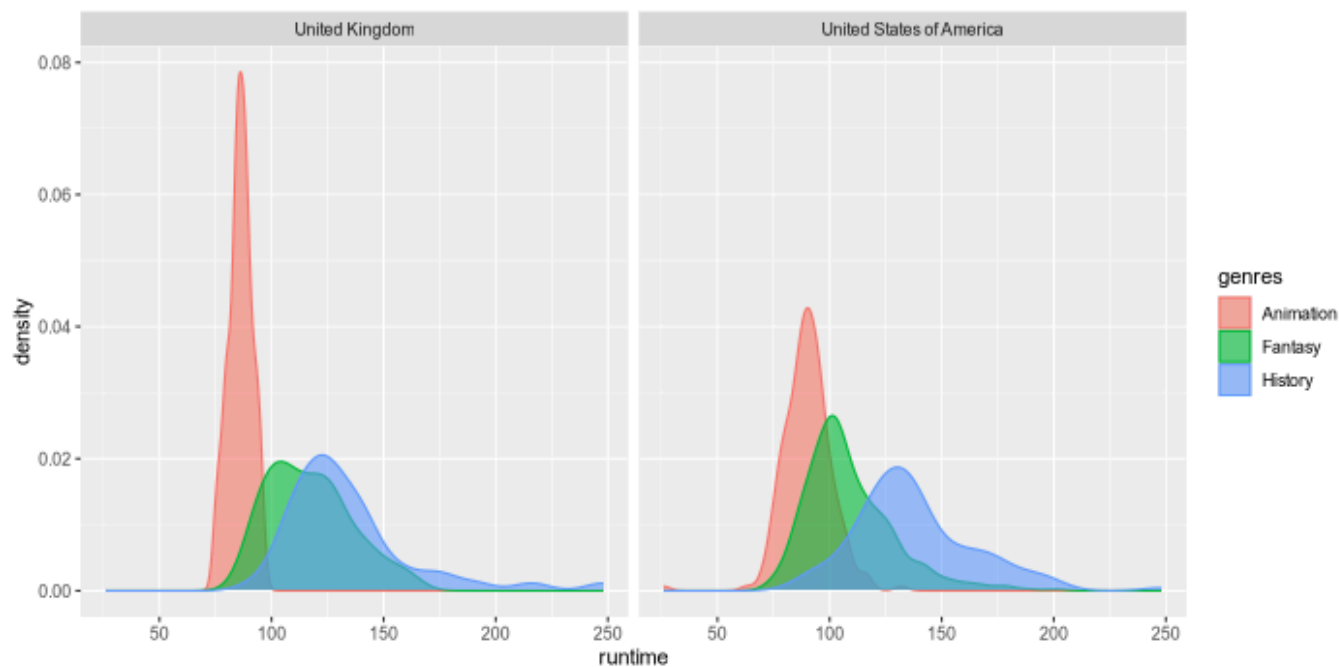 United Kingdom
United States of America
0.08
0.06
0.04
0.02
0.00
density
50
100
150
200
250
50
100
150
200
250
runtime
genres
Animation
Fantasy
History